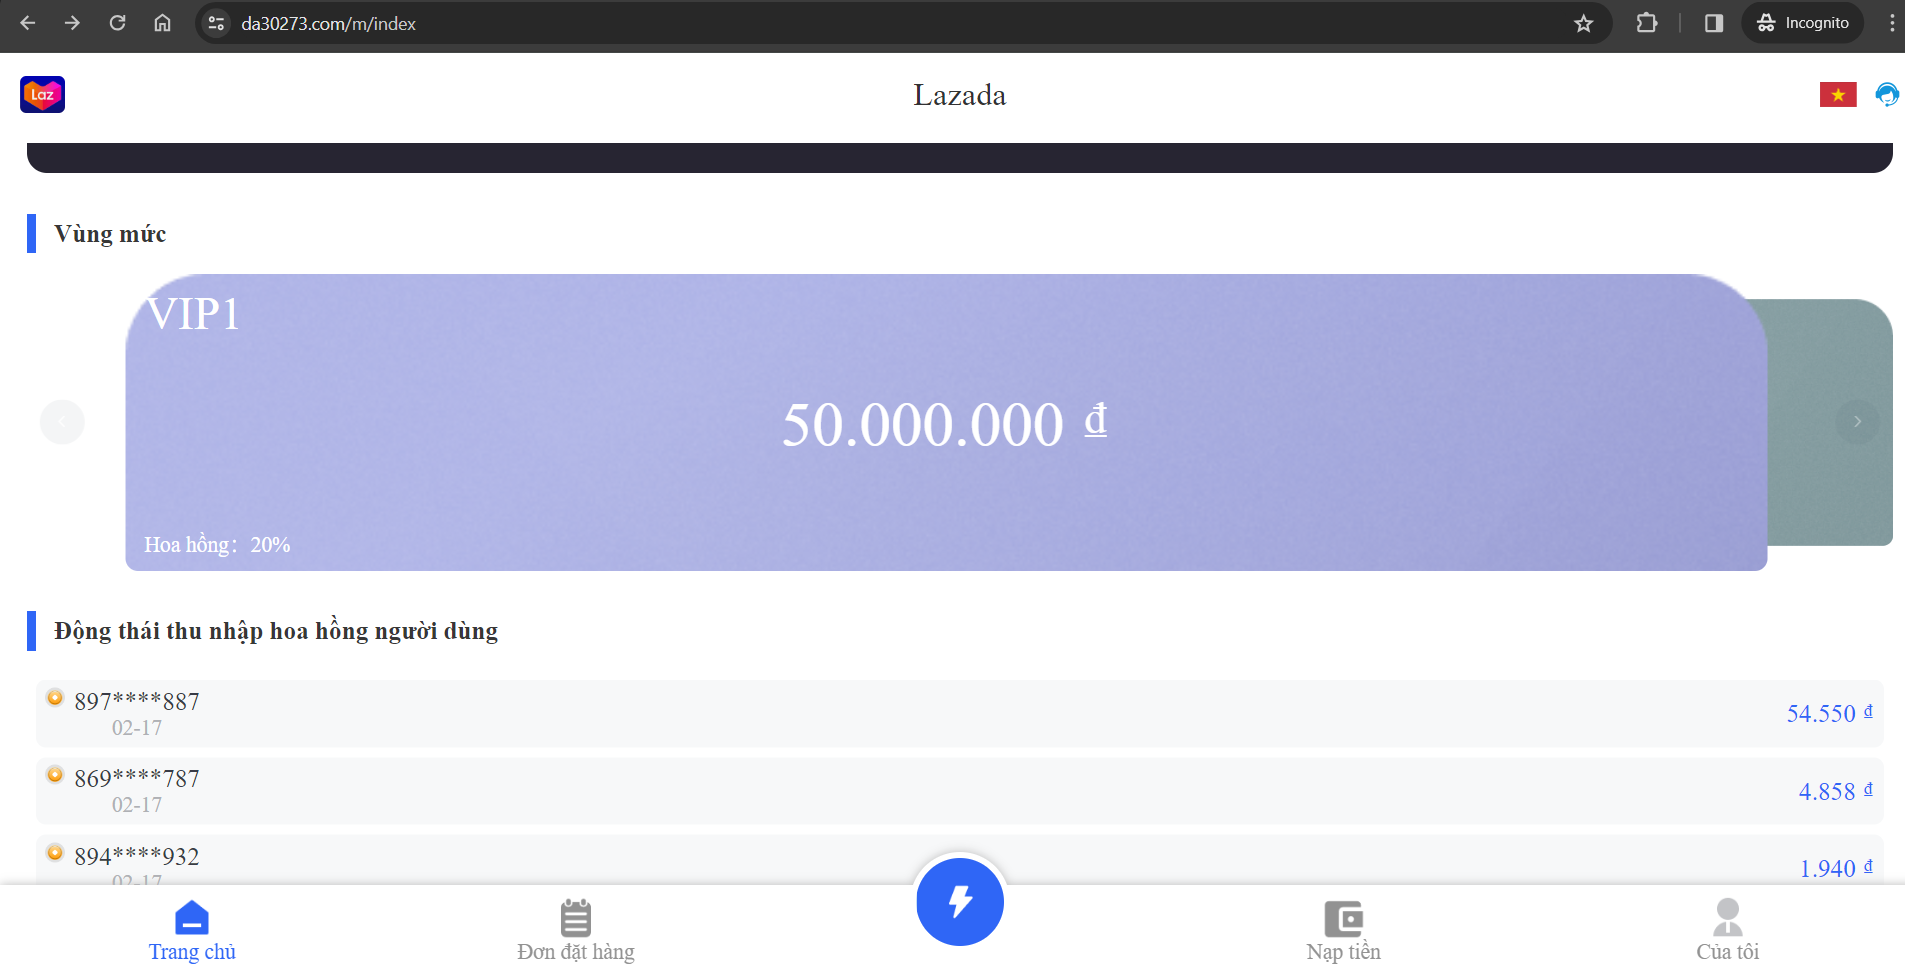 da30273.com/m/index
Incognito
Laz
Lazada
Vùng mức
VIP1
50.000.000 ₫
Hoa hồng： 20%
Động thái thu nhập hoa hồng người dùng
897****887
02-17
54.550 ₫
869****787
02-17
4.858 ₫
894****932
02-17
1.940 ₫
Trang chủ
Đơn đặt hàng
Nạp tiền
Của tôi